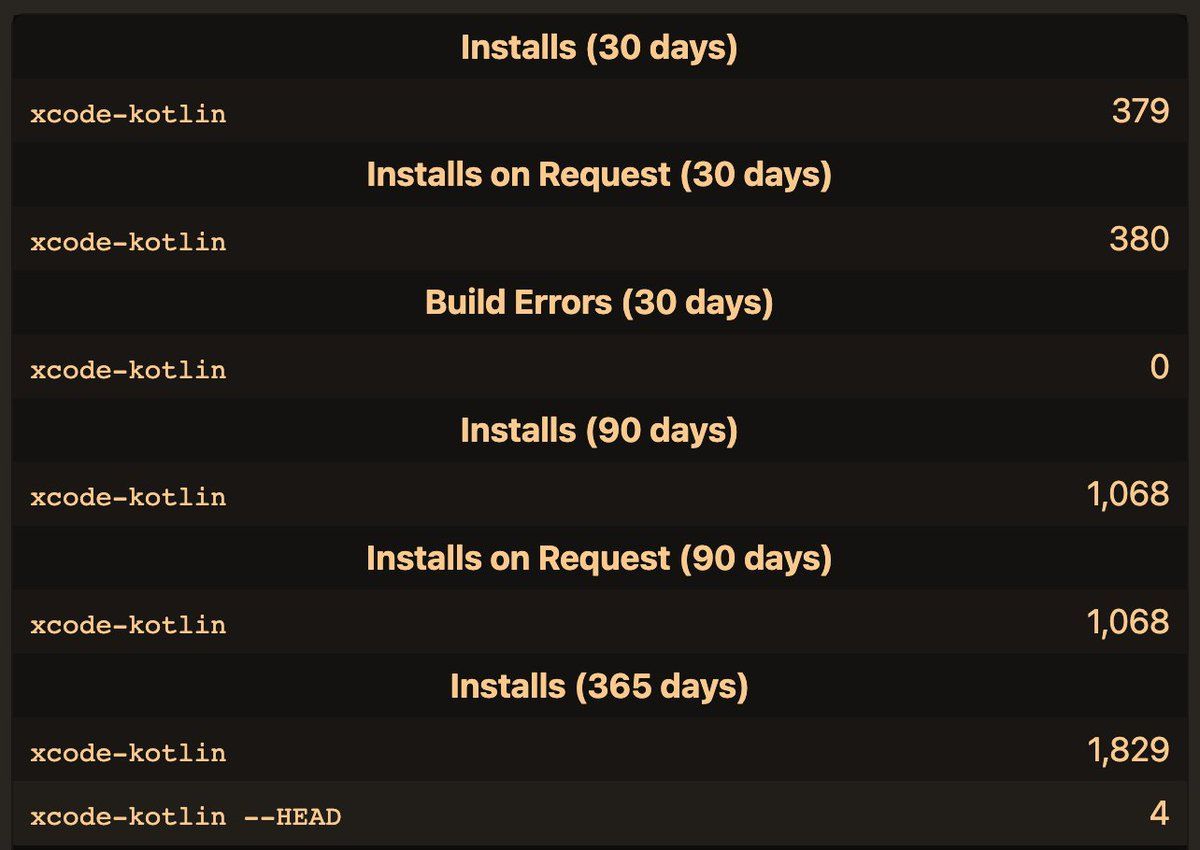 Installs (30 days)
xcode-kotlin 379
Installs on Request (30 days)
xcode-kotlin 380
Build Errors (30 days)
xcode-kotlin 0
Installs (90 days)
xcode-kotlin 1,068
Installs on Request (90 days)
xcode-kotlin 1,068
Installs (365 days)
xcode-kotlin 1,829
xcode-kotlin --HEAD 4